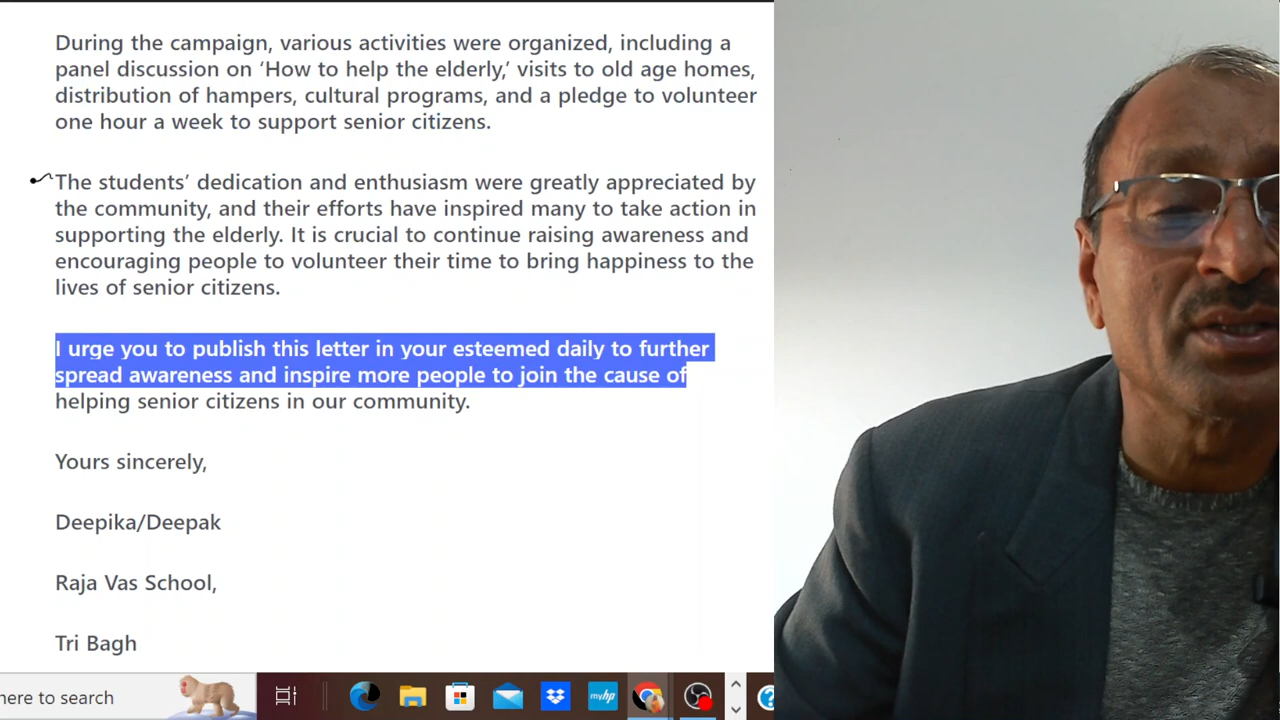 During the campaign, various activities were organized, including a
panel discussion on ‘How to help the elderly,’ visits to old age homes,
distribution of hampers, cultural programs, and a pledge to volunteer
one hour a week to support senior citizens.
The students’ dedication and enthusiasm were greatly appreciated by
the community, and their efforts have inspired many to take action in
supporting the elderly. It is crucial to continue raising awareness and
encouraging people to volunteer their time to bring happiness to the
lives of senior citizens.
I urge you to publish this letter in your esteemed daily to further
spread awareness and inspire more people to join the cause of
helping senior citizens in our community.
Yours sincerely,
Deepika/Deepak
Raja Vas School,
Tri Bagh
here to search
myhp